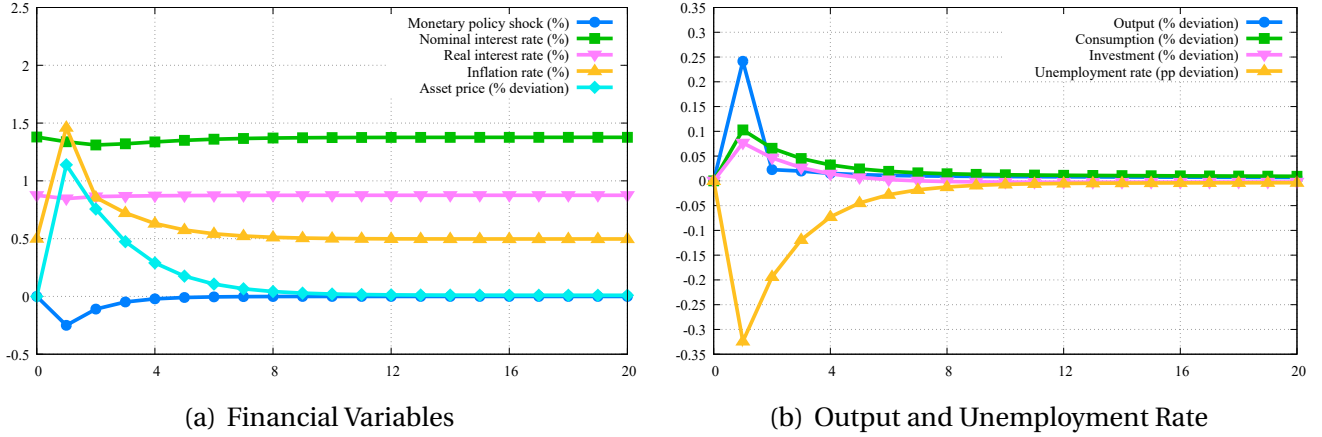 Monetary policy shock (%)
Nominal interest rate (%)
Real interest rate (%)
Inflation rate (%)
Asset price (% deviation)
2.5
2
1.5
1
0.5
0
-0.5
0 4 8 12 16 20
(a) Financial Variables
Output (% deviation)
Consumption (% deviation)
Investment (% deviation)
Unemployment rate (pp deviation)
0.35
0.3
0.25
0.2
0.15
0.1
0.05
0
-0.05
-0.1
-0.15
-0.2
-0.25
-0.3
-0.35
0 4 8 12 16 20
(b) Output and Unemployment Rate